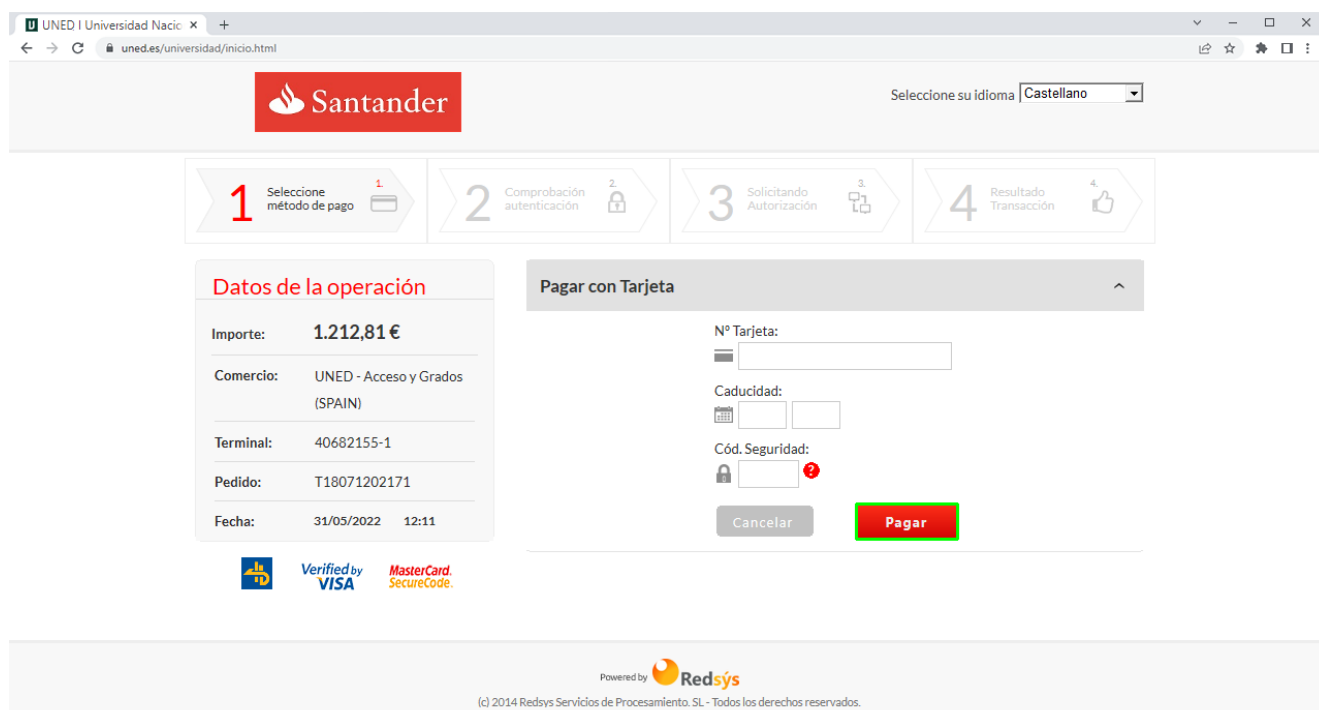 UNED I Universidad Nacic
uned.es/universidad/inicio.html
Santander
Seleccione su idioma Castellano
1 Seleccione método de pago 1.
2 Comprobación autenticación 2.
3 Solicitando Autorización 3.
4 Resultado Transacción 4.
Datos de la operación
Importe: 1.212,81 €
Comercio: UNED - Acceso y Grados
(SPAIN)
Terminal: 40682155-1
Pedido: T18071202171
Fecha: 31/05/2022 12:11
Verified by
VISA
MasterCard.
SecureCode.
Pagar con Tarjeta
Nº Tarjeta:
Caducidad:
Cód. Seguridad:
?
Cancelar Pagar
Powered by Redsýs
(c) 2014 Redsys Servicios de Procesamiento. SL - Todos los derechos reservados.